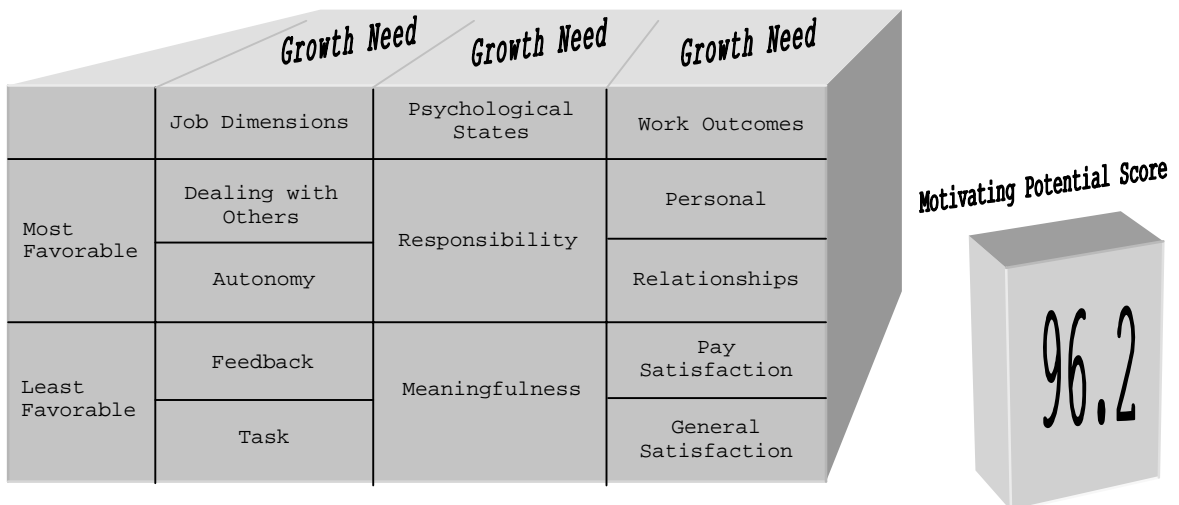 Growth Need
Growth Need
Growth Need
Job Dimensions
Psychological
States
Work Outcomes
Motivating Potential Score
Most
Favorable
Dealing with
Others
Autonomy
Responsibility
Personal
Relationships
Least
Favorable
Feedback
Task
Meaningfulness
Pay
Satisfaction
General
Satisfaction
96.2